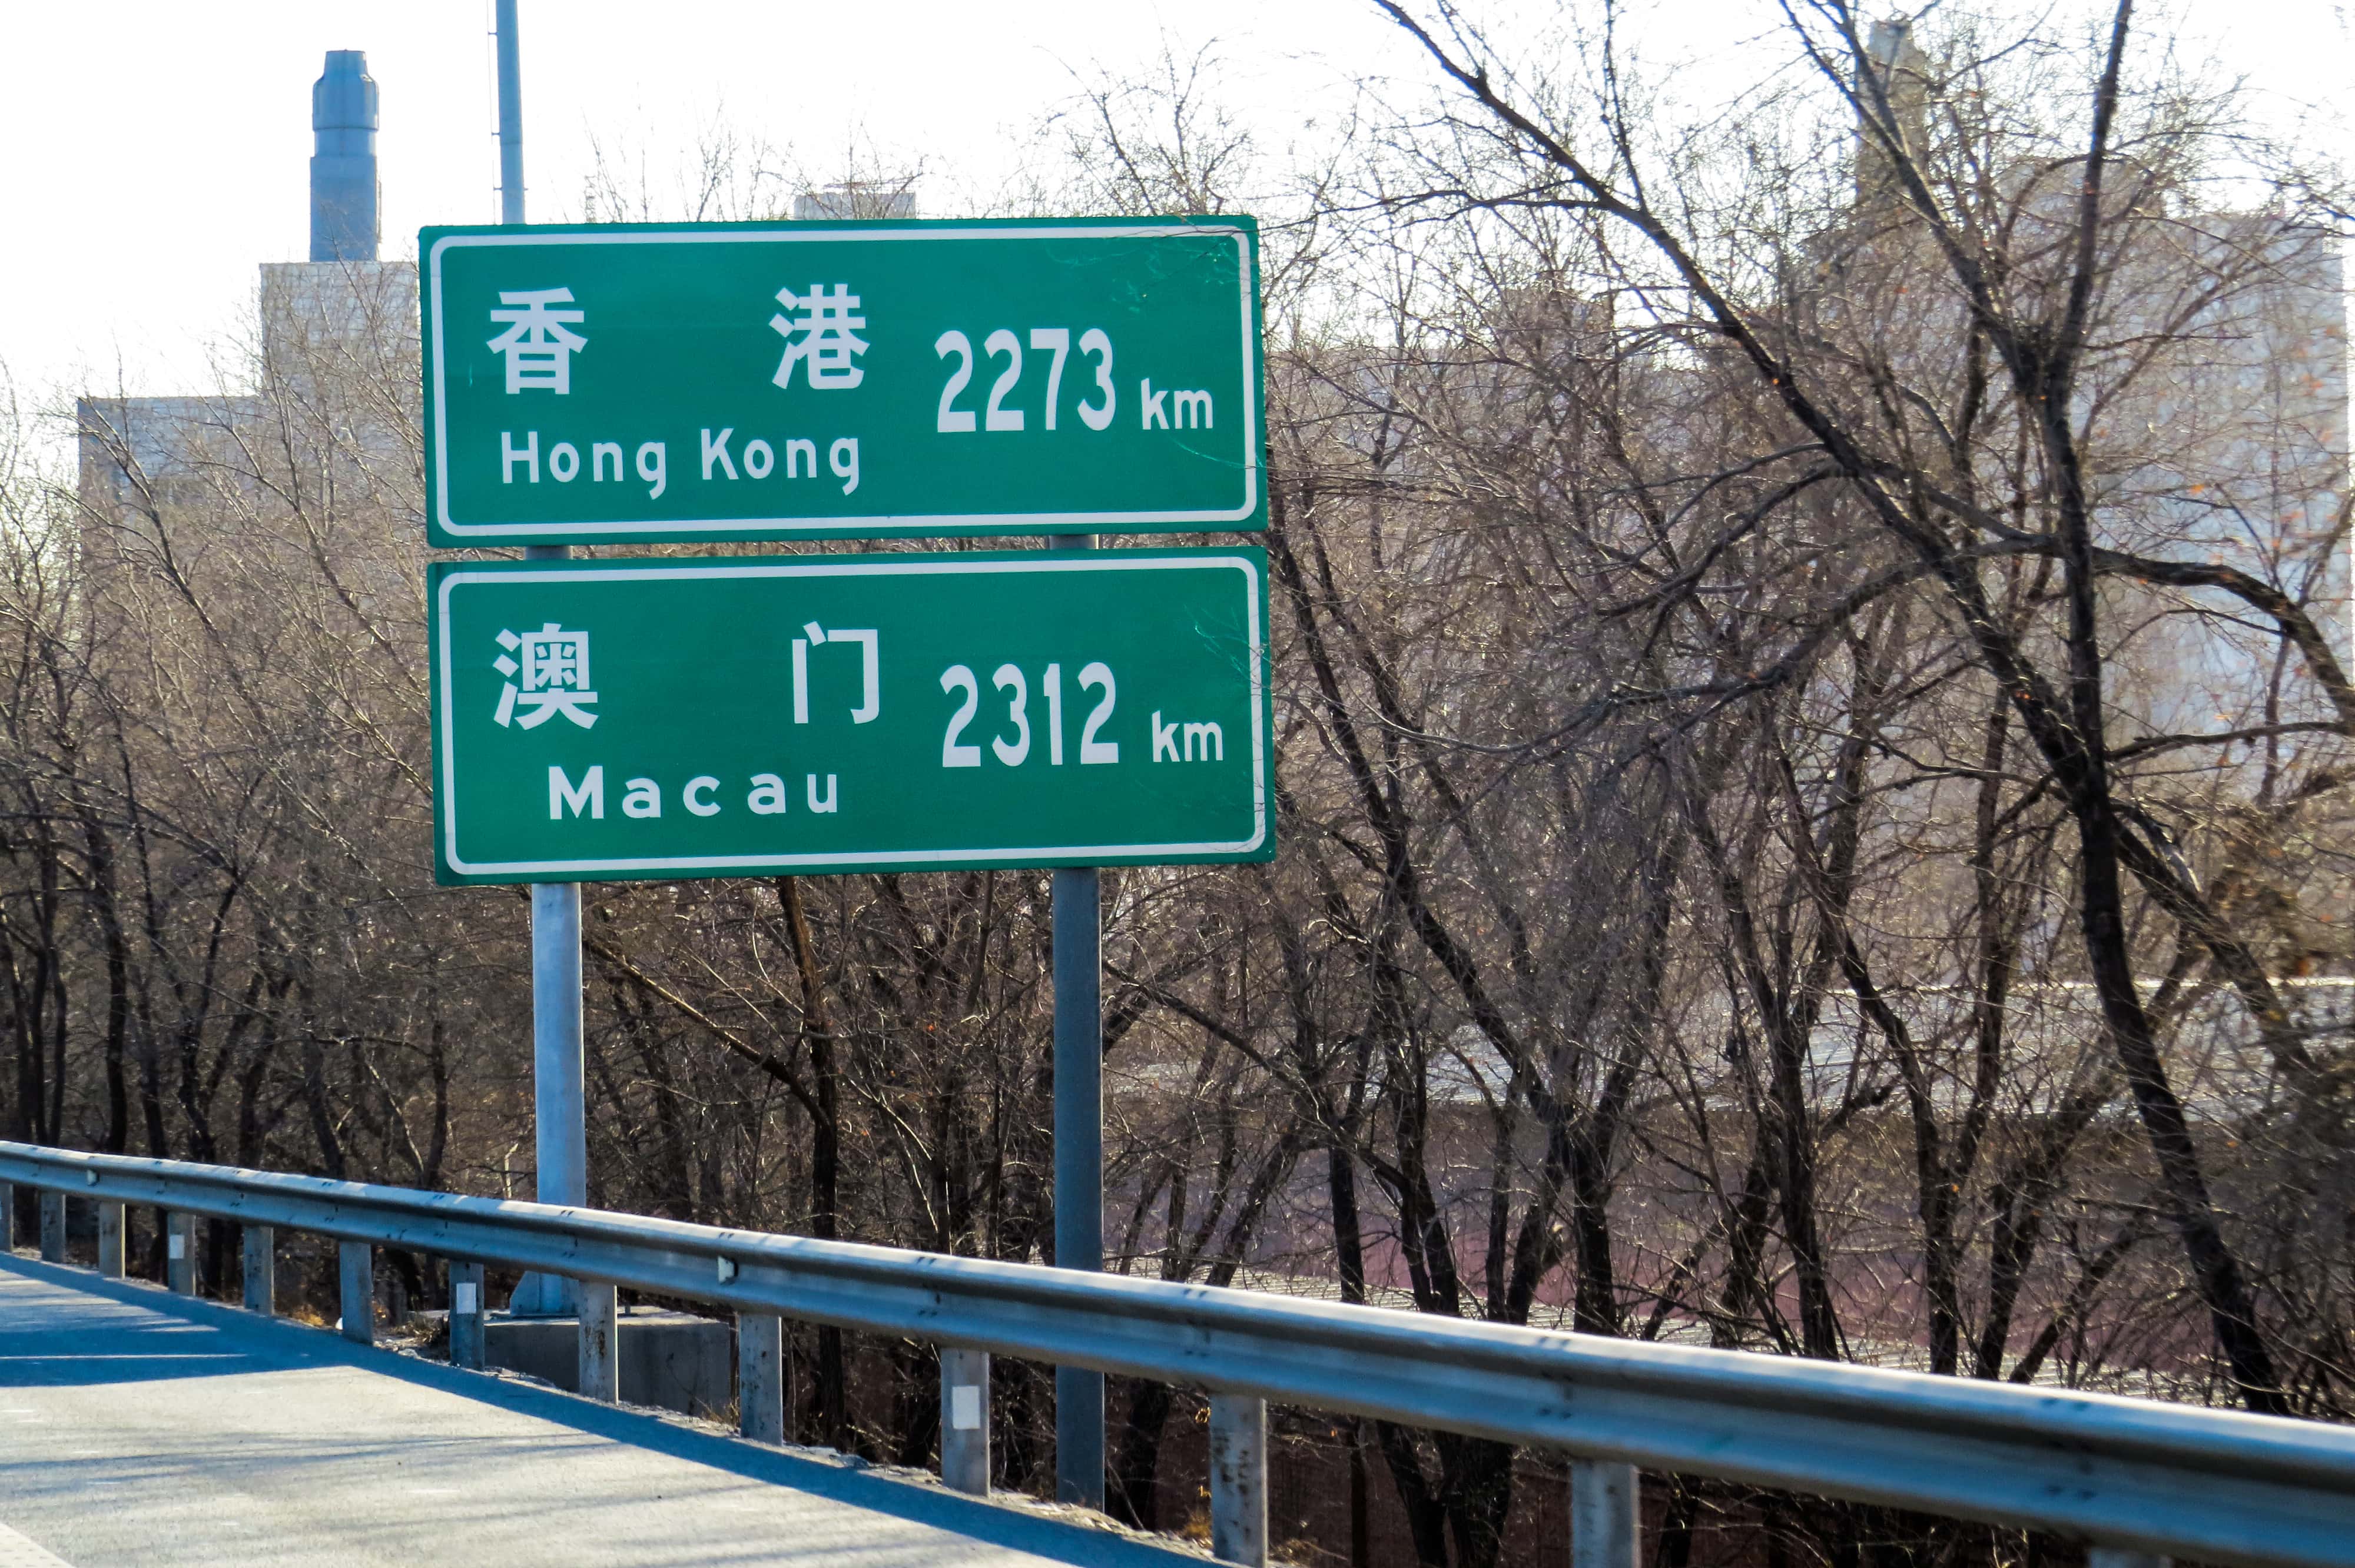 香港 2273 km
Hong Kong
澳门 2312 km
Macau